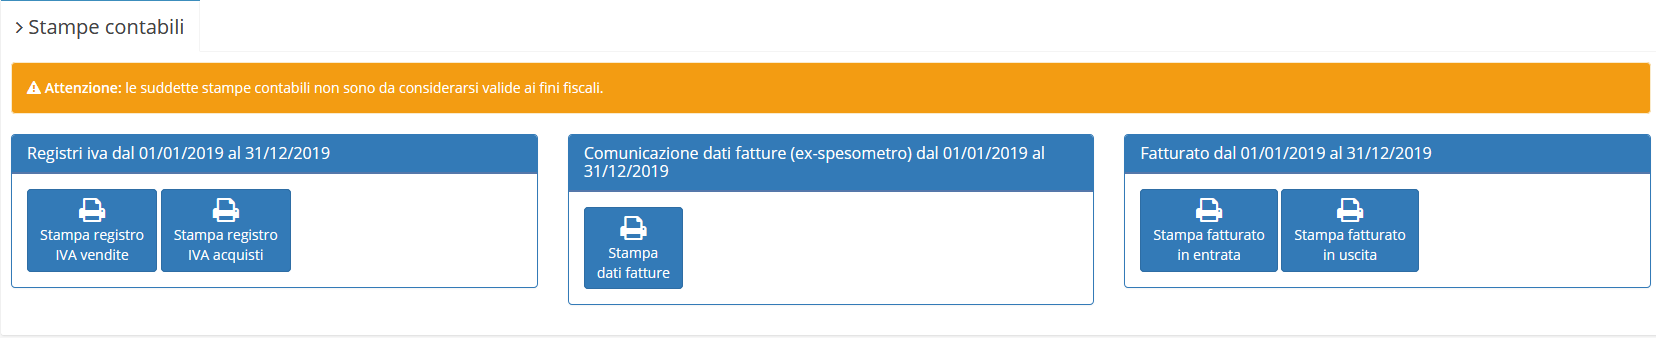 Stampe contabili
Attenzione: le suddette stampe contabili non sono da considerarsi valide ai fini fiscali.
Registri iva dal 01/01/2019 al 31/12/2019
Stampa registro
IVA vendite
Stampa registro
IVA acquisti
Comunicazione dati fatture (ex-spesometro) dal 01/01/2019 al
31/12/2019
Stampa
dati fatture
Fatturato dal 01/01/2019 al 31/12/2019
Stampa fatturato
in entrata
Stampa fatturato
in uscita